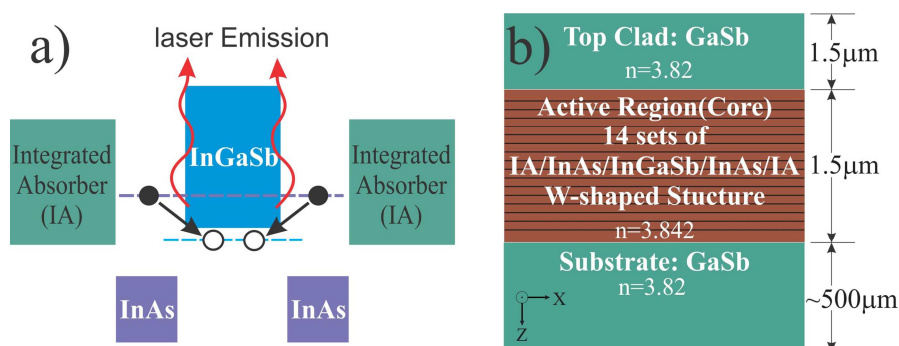 a)
laser Emission
Integrated
Absorber
(IA)
InGaSb
Integrated
Absorber
(IA)
InAs
InAs
b)
Top Clad: GaSb
n=3.82
1.5μm
Active Region(Core)
14 sets of
IA/InAs/InGaSb/InAs/IA
W-shaped Stucture
n=3.842
1.5μm
Substrate: GaSb
n=3.82
~500μm
X
Z